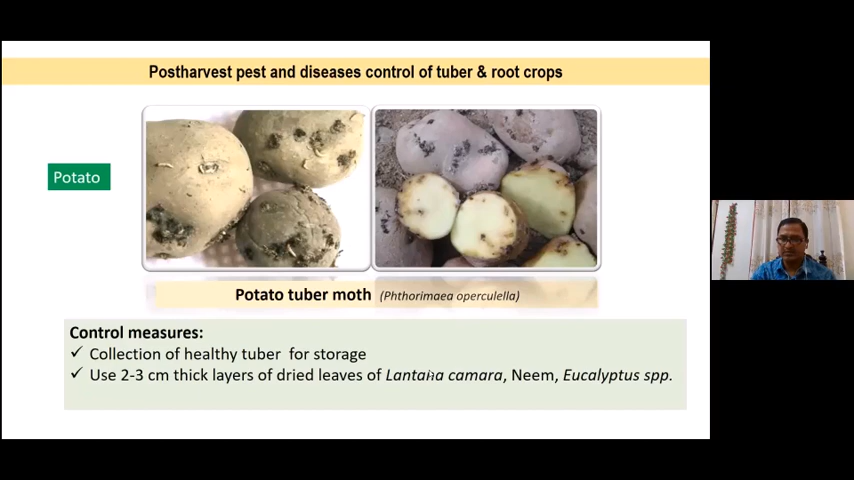 Postharvest pest and diseases control of tuber & root crops
Potato
Potato tuber moth (Phthorimaea operculella)
Control measures:
✓ Collection of healthy tuber for storage
✓ Use 2-3 cm thick layers of dried leaves of Lantana camara, Neem, Eucalyptus spp.